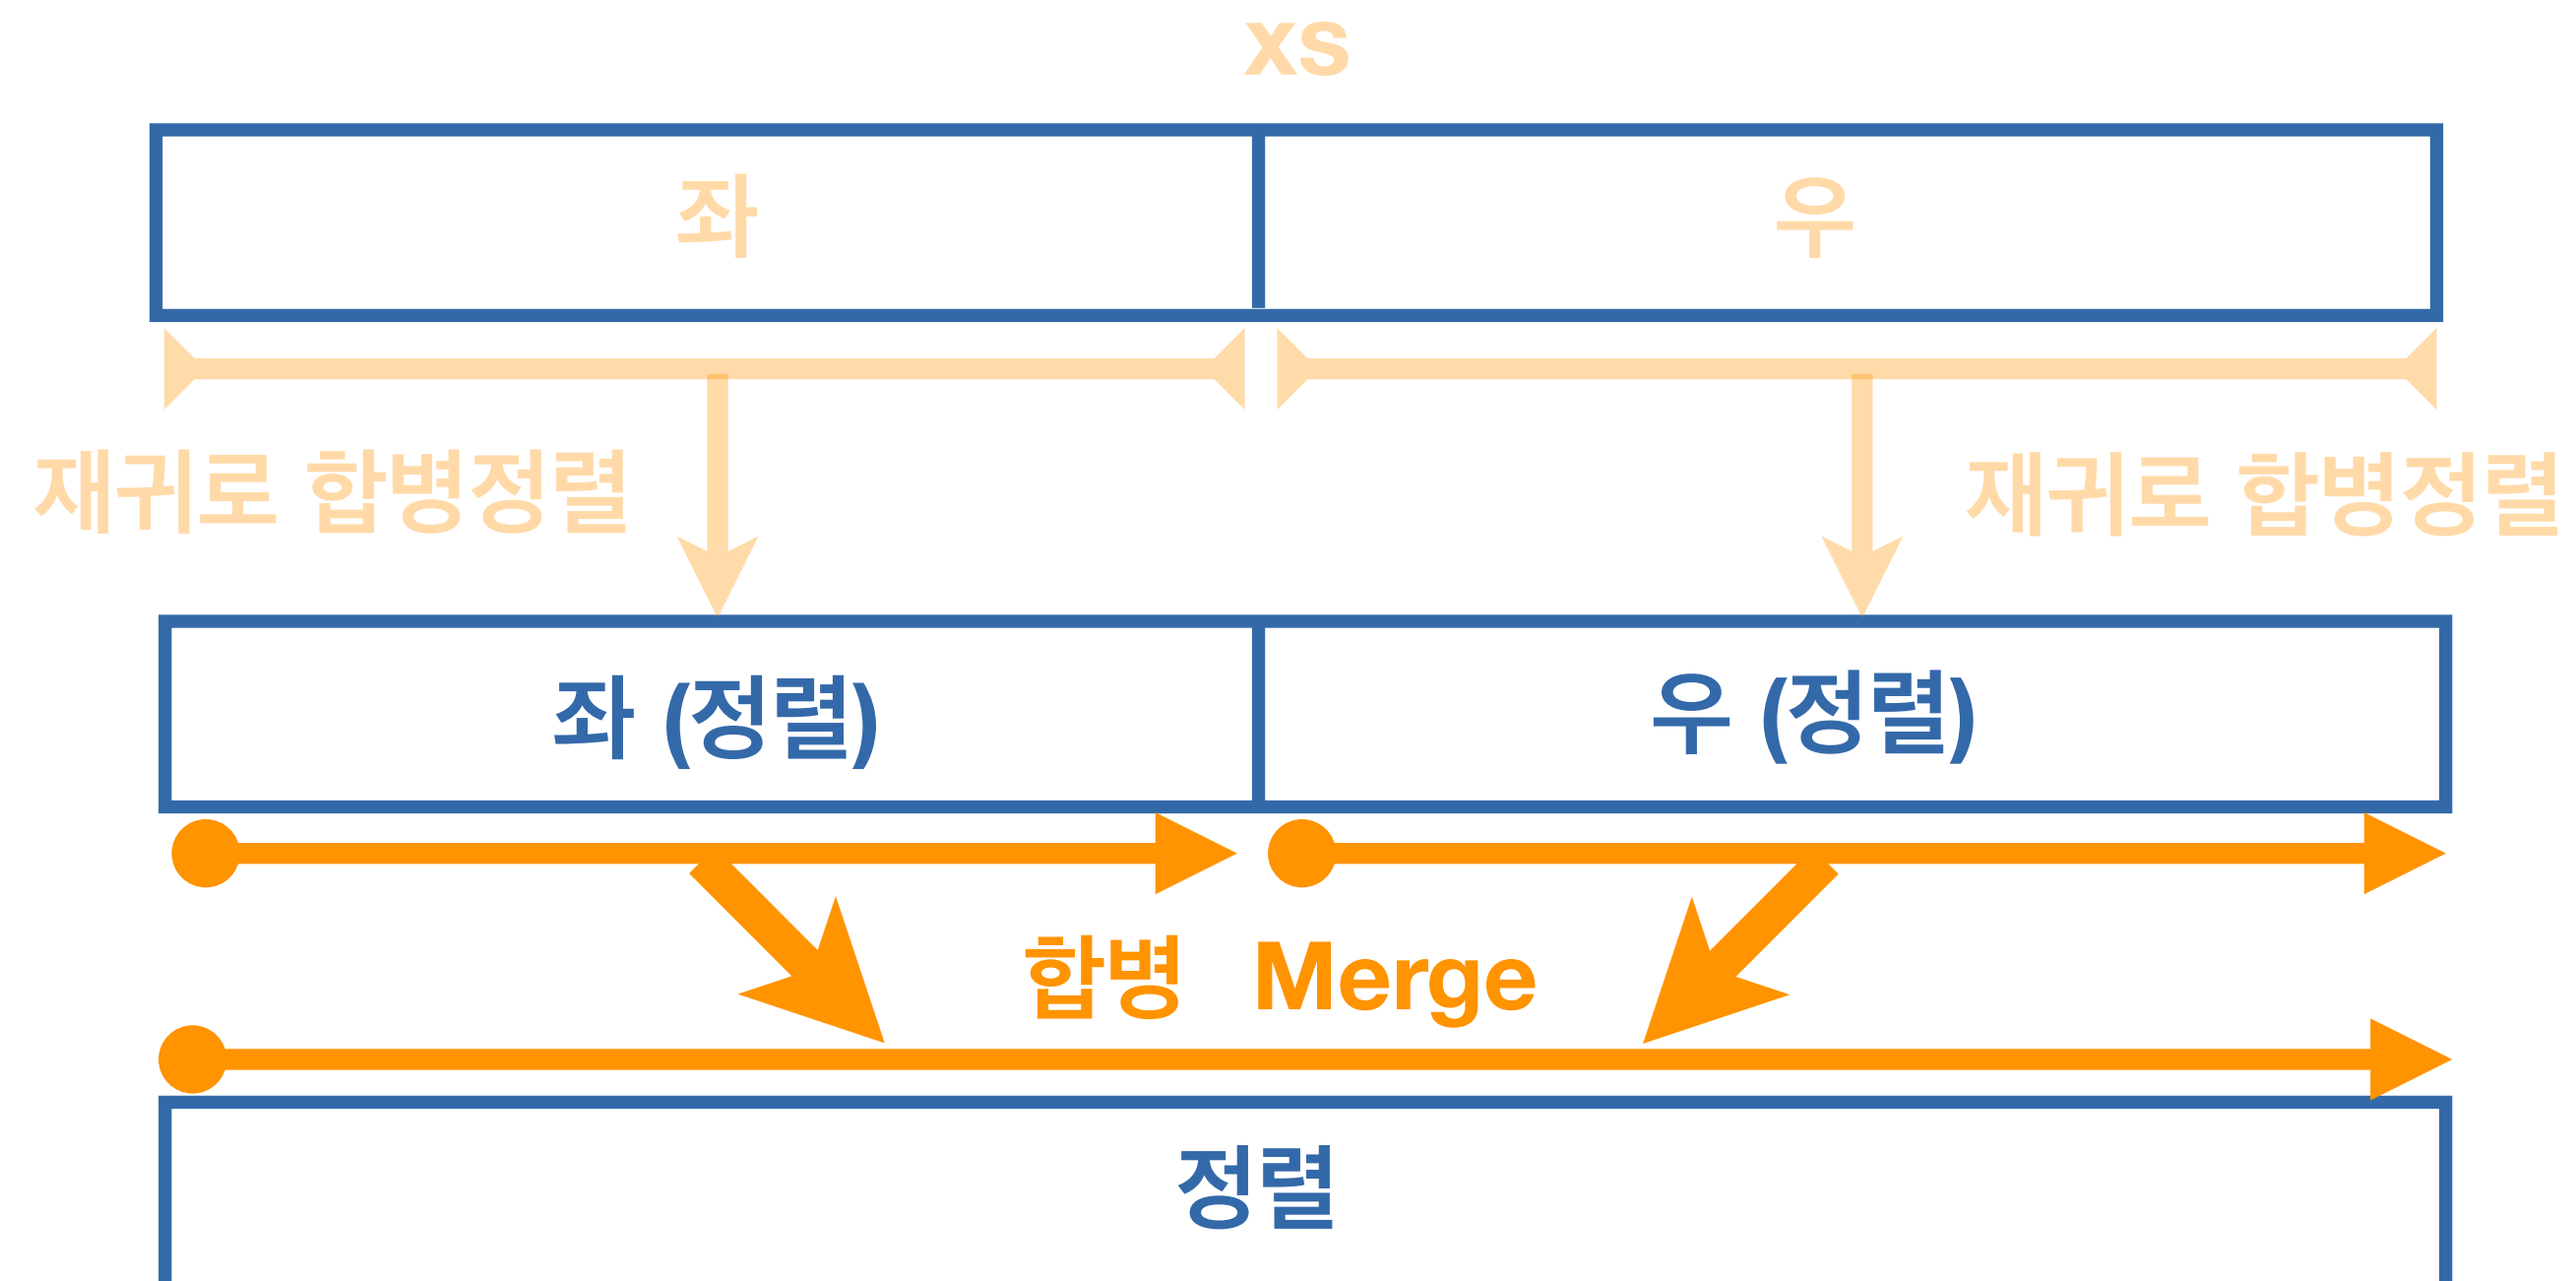 xs
좌 우
재귀로 합병정렬 재귀로 합병정렬
좌 (정렬) 우 (정렬)
합병 Merge
정렬